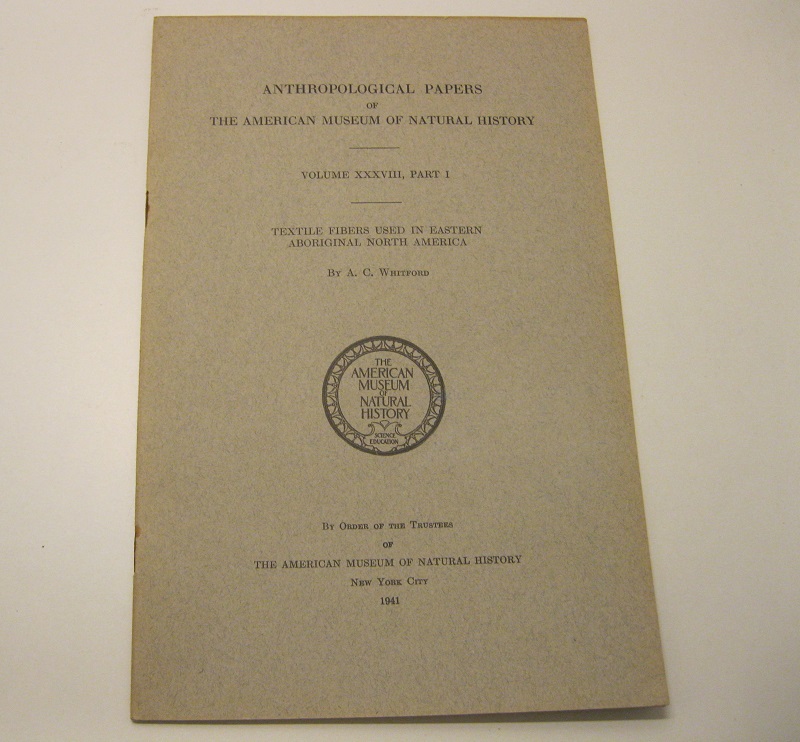 ANTHROPOLOGICAL PAPERS
OF
THE AMERICAN MUSEUM OF NATURAL HISTORY
VOLUME XXXVIII, PART I
TEXTILE FIBERS USED IN EASTERN
ABORIGINAL NORTH AMERICA
By A. C. Whitford
THE
AMERICAN
MUSEUM
OF
NATURAL
HISTORY
SCIENCE
EDUCATION
By Order of the Trustees
OF
THE AMERICAN MUSEUM OF NATURAL HISTORY
New York City
1941